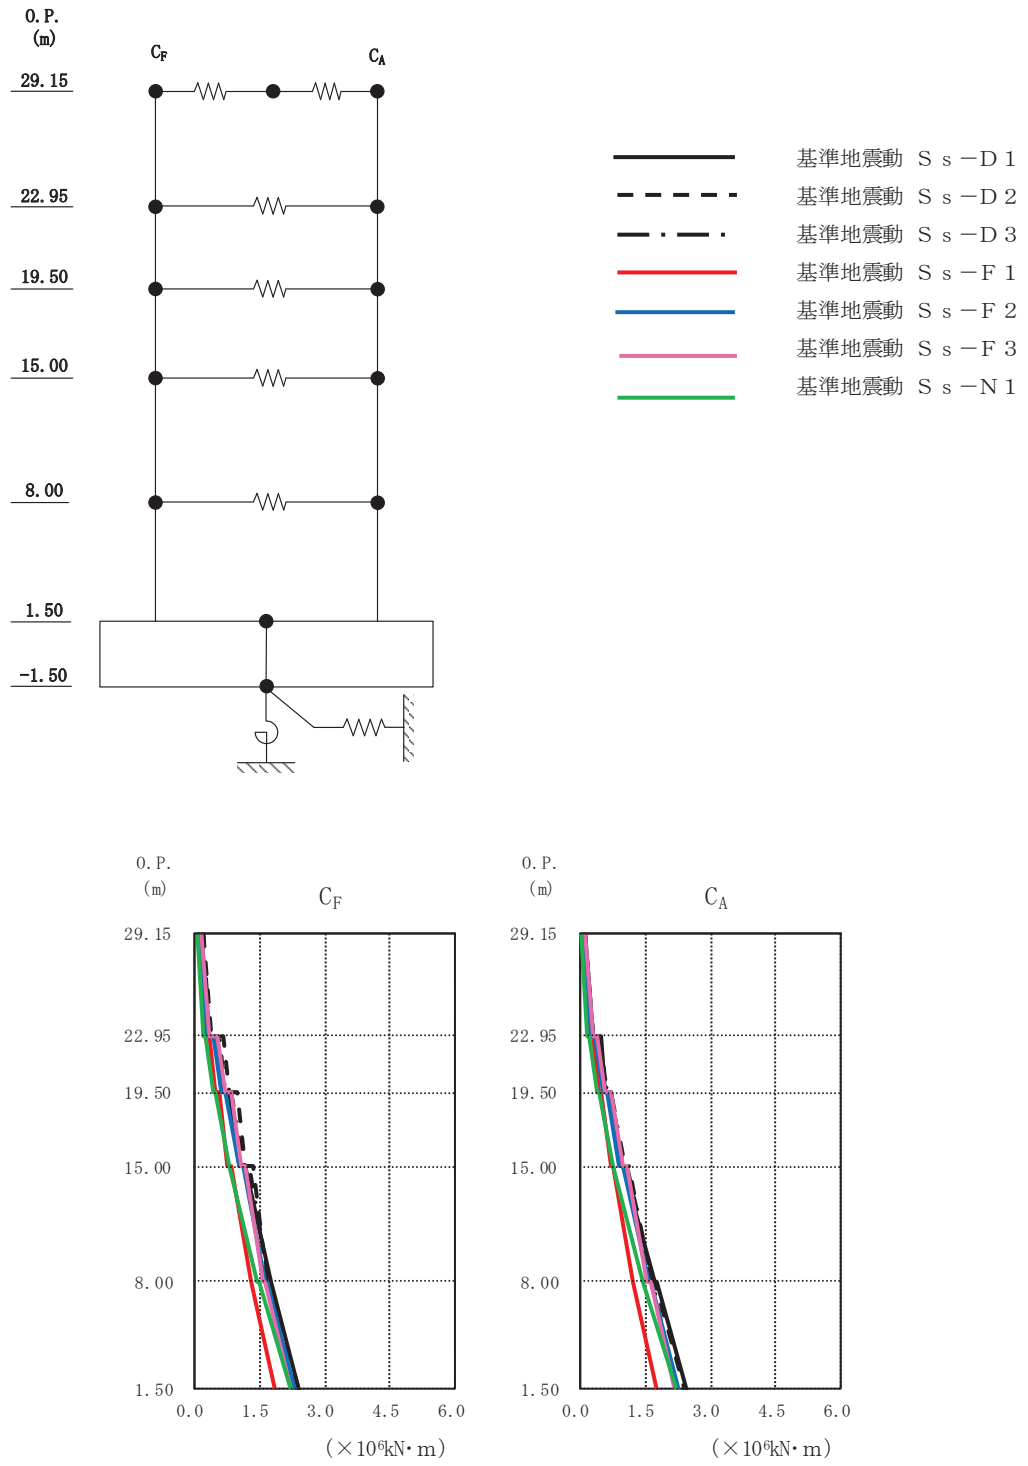 O.P.
(m)
C_F
C_A
29.15
22.95
19.50
15.00
8.00
1.50
-1.50
基準地震動 Ss-D1
基準地震動 Ss-D2
基準地震動 Ss-D3
基準地震動 Ss-F1
基準地震動 Ss-F2
基準地震動 Ss-F3
基準地震動 Ss-N1
O.P.
(m)
C_F
29.15
22.95
19.50
15.00
8.00
1.50
0.0 1.5 3.0 4.5 6.0
(×10⁶kN・m)
O.P.
(m)
C_A
29.15
22.95
19.50
15.00
8.00
1.50
0.0 1.5 3.0 4.5 6.0
(×10⁶kN・m)